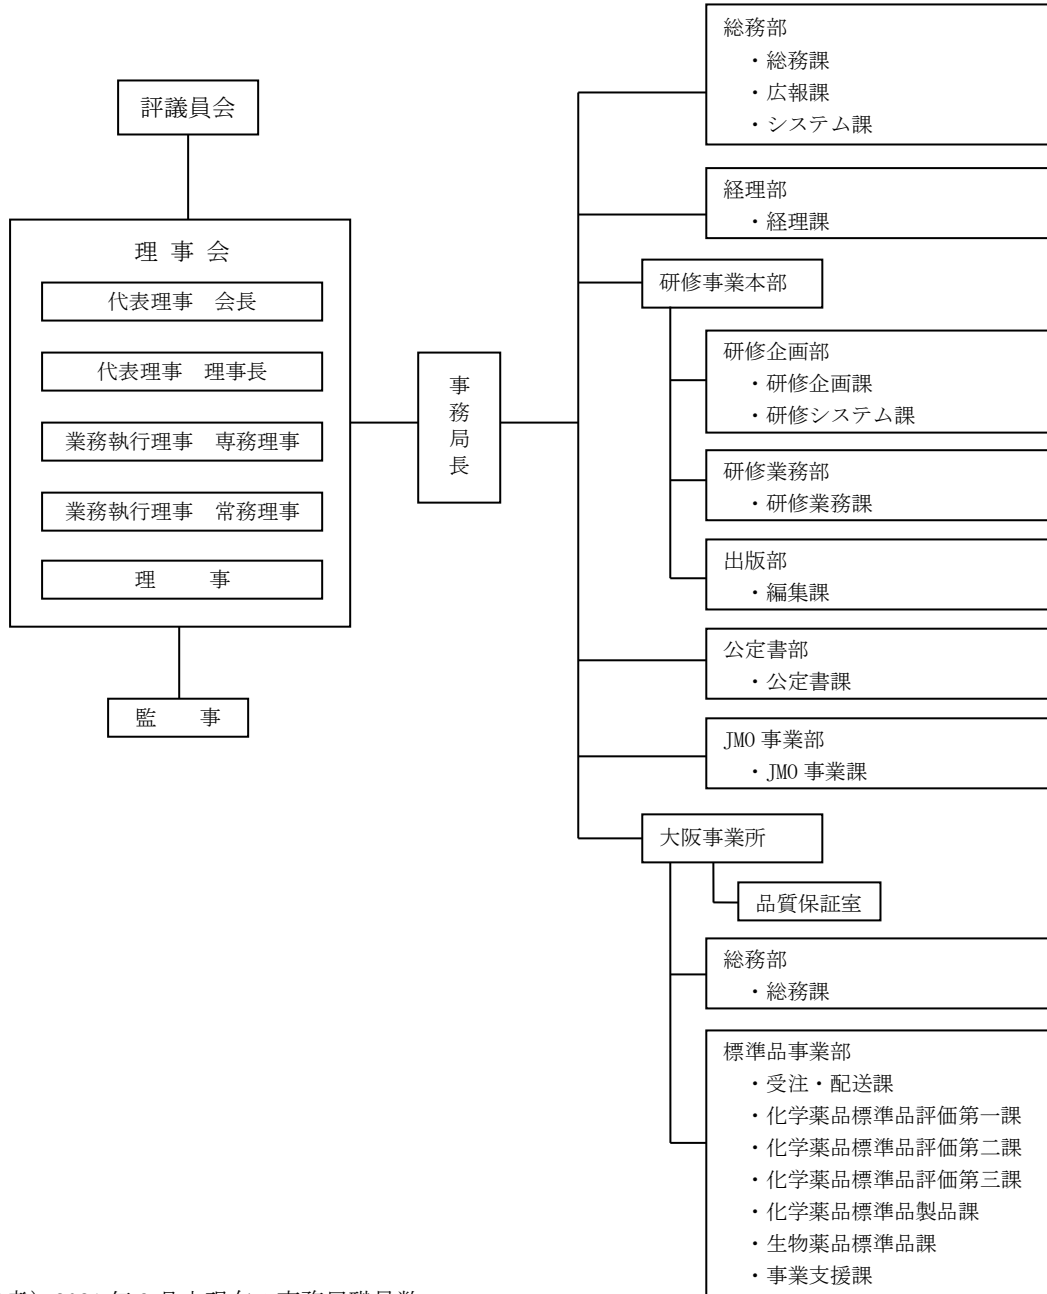 評議員会
理 事 会
代表理事　会長
代表理事　理事長
業務執行理事　専務理事
業務執行理事　常務理事
理　　事
監　　事
事務局長
総務部
・総務課
・広報課
・システム課
経理部
・経理課
研修事業本部
研修企画部
・研修企画課
・研修システム課
研修業務部
・研修業務課
出版部
・編集課
公定書部
・公定書課
JMO 事業部
・JMO 事業課
大阪事業所
品質保証室
総務部
・総務課
標準品事業部
・受注・配送課
・化学薬品標準品評価第一課
・化学薬品標準品評価第二課
・化学薬品標準品評価第三課
・化学薬品標準品製品課
・生物薬品標準品課
・事業支援課